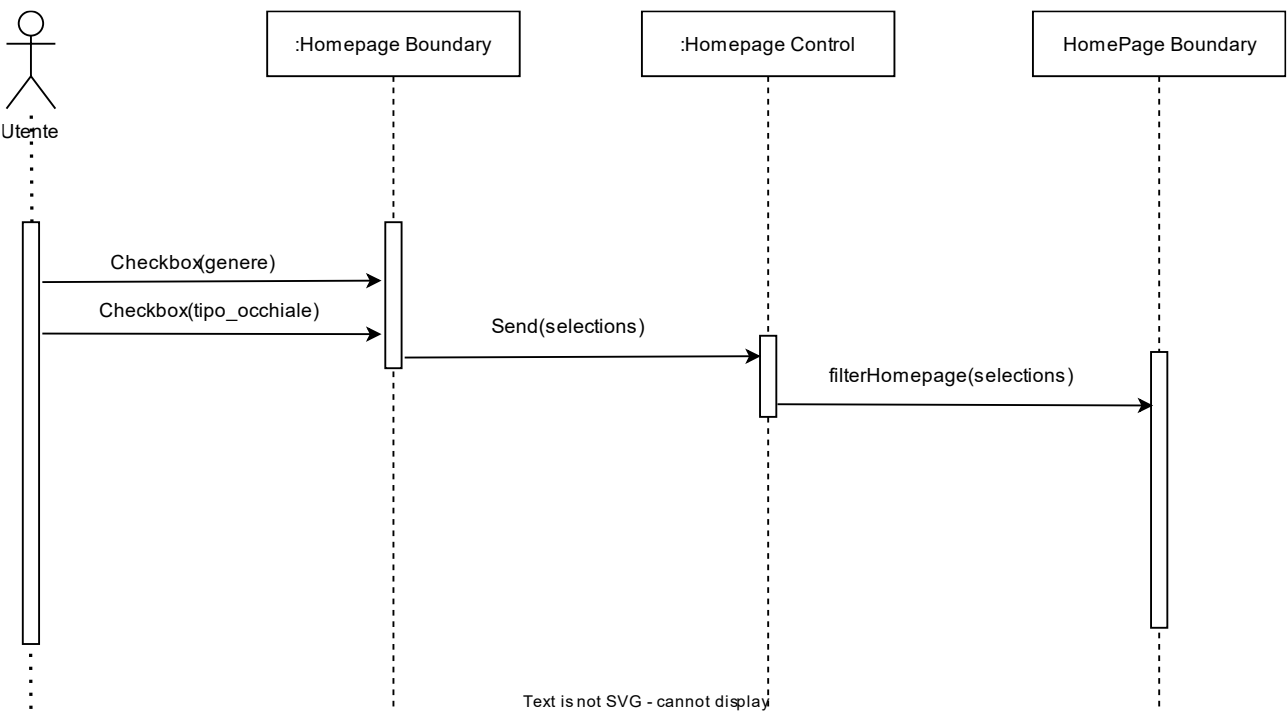 :Homepage Boundary
:Homepage Control
HomePage Boundary
Utente
Checkbox(genere)
Checkbox(tipo_occhiale)
Send(selections)
filterHomepage(selections)
Text is not SVG - cannot display